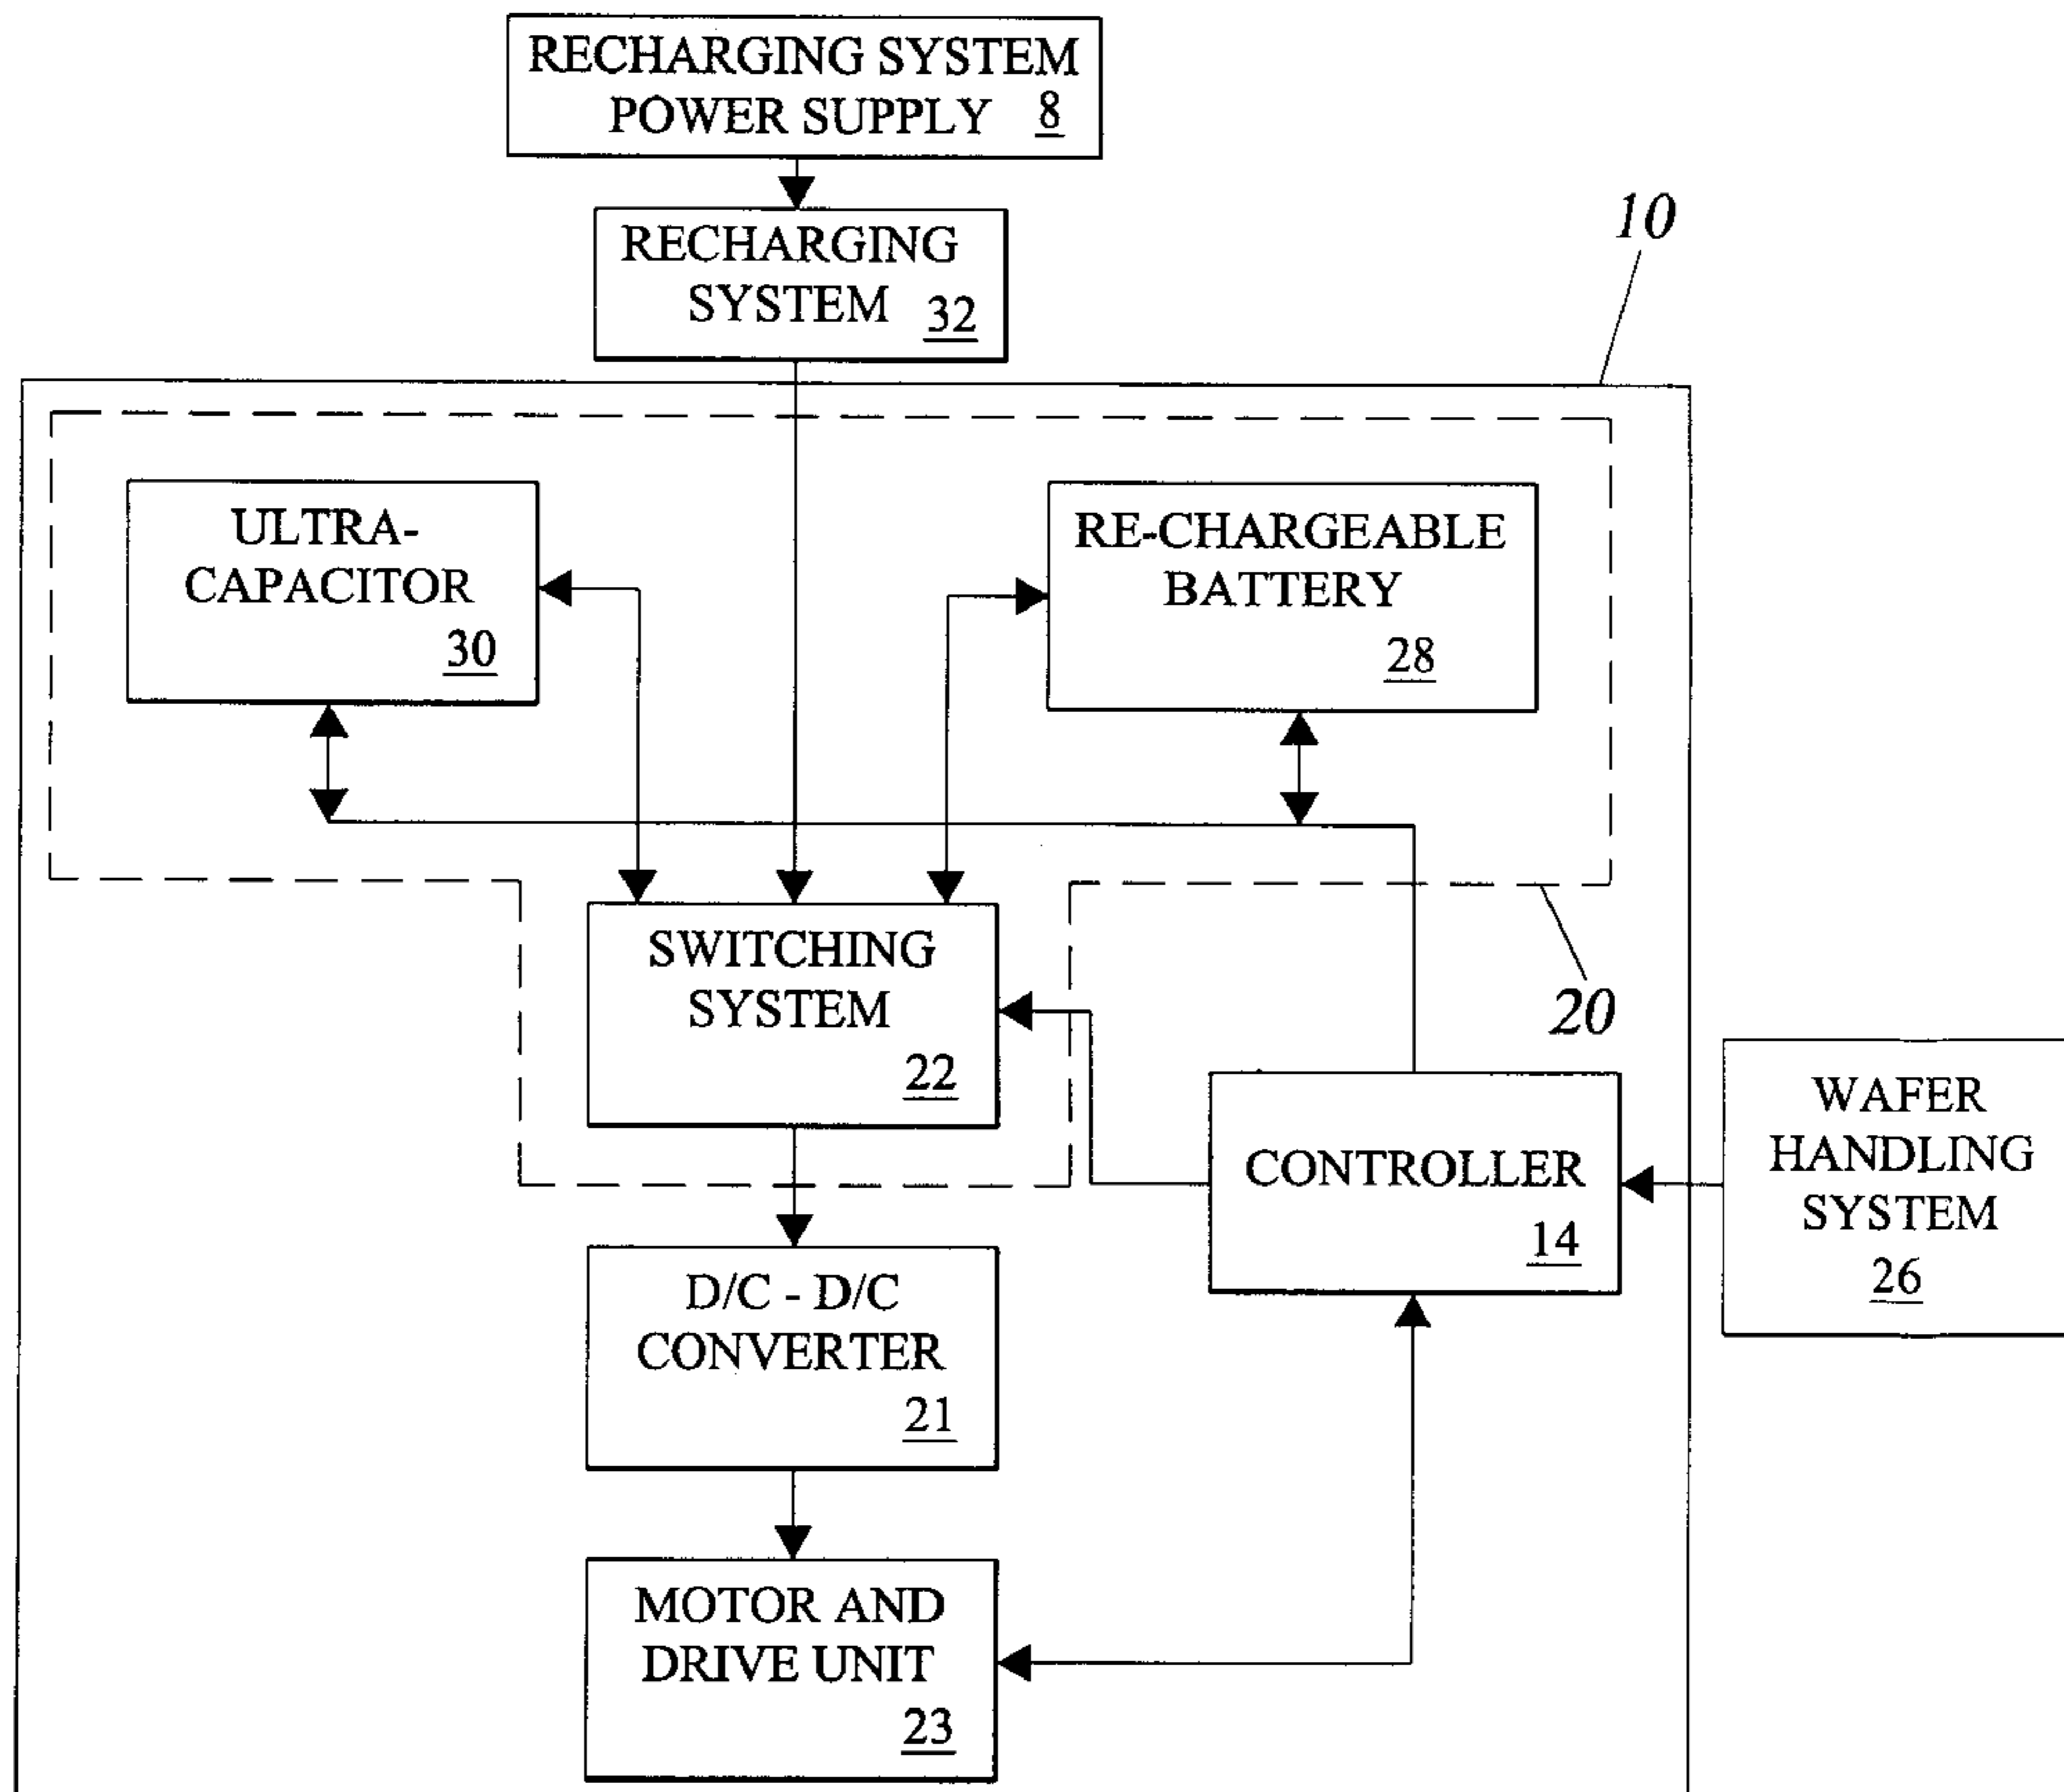 RECHARGING SYSTEM
POWER SUPPLY 8
RECHARGING
SYSTEM 32
10
ULTRA-
CAPACITOR
30
RE-CHARGEABLE
BATTERY
28
SWITCHING
SYSTEM
22
20
CONTROLLER
14
WAFER
HANDLING
SYSTEM
26
D/C - D/C
CONVERTER
21
MOTOR AND
DRIVE UNIT
23